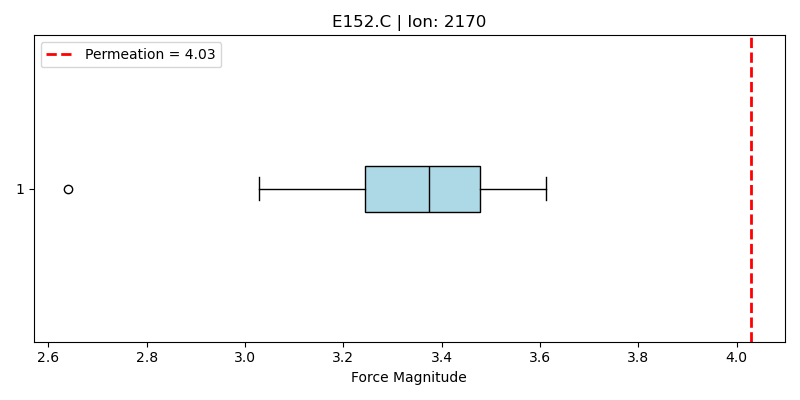 E152.C | Ion: 2170
Permeation = 4.03
1
2.6 2.8 3.0 3.2 3.4 3.6 3.8 4.0
Force Magnitude